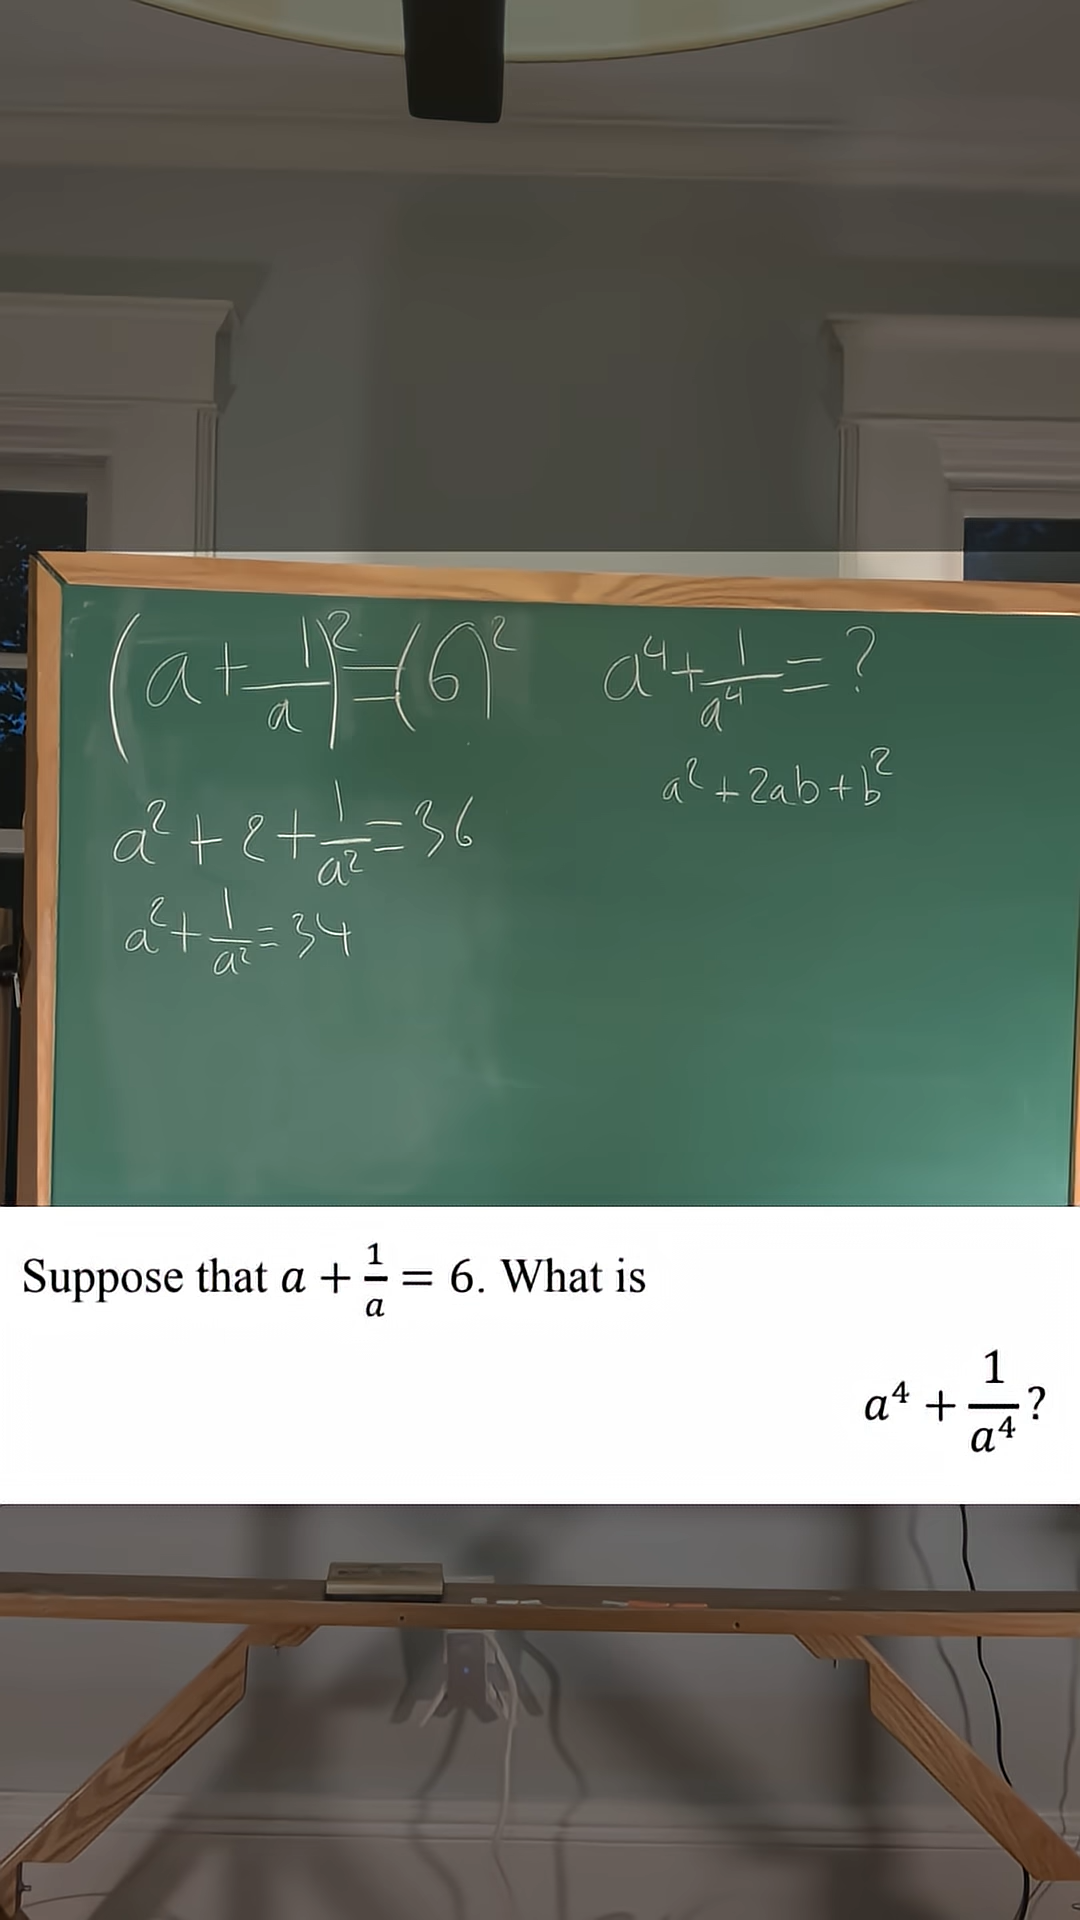 (a + 1/a)² = (6)²
a⁴ + 1/a⁴ = ?
a² + 2ab + b²
a² + 2 + 1/a² = 36
a² + 1/a² = 34
Suppose that a + 1/a = 6. What is
a⁴ + 1/a⁴?